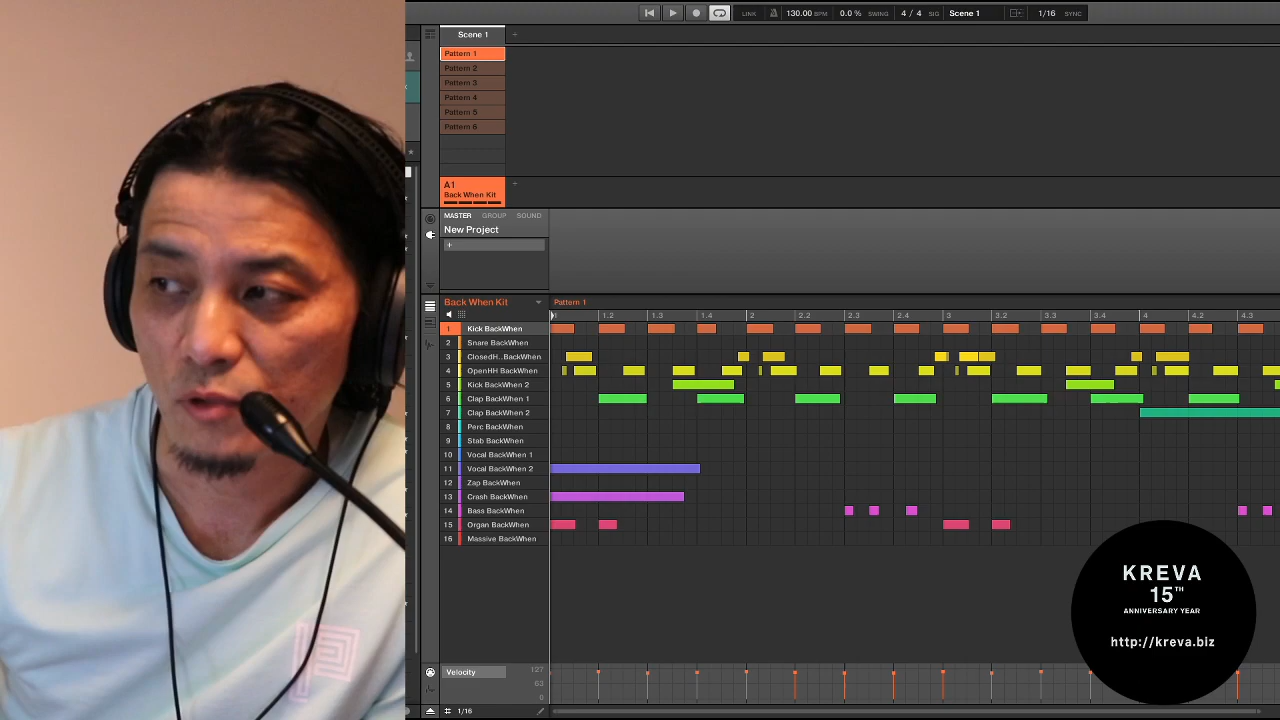 LINK
130.00 BPM
0.0 % SWING
4 / 4 SIG
Scene 1
1/16 SYNC
Scene 1
Pattern 1
Pattern 2
Pattern 3
Pattern 4
Pattern 5
Pattern 6
A1
Back When Kit
MASTER GROUP SOUND
New Project
+
Back When Kit
Pattern 1
1.2 1.3 1.4 2 2.2 2.3 2.4 3 3.2 3.3 3.4 4 4.2 4.3
1 Kick BackWhen
2 Snare BackWhen
3 ClosedH..BackWhen
4 OpenHH BackWhen
5 Kick BackWhen 2
6 Clap BackWhen 1
7 Clap BackWhen 2
8 Perc BackWhen
9 Stab BackWhen
10 Vocal BackWhen 1
11 Vocal BackWhen 2
12 Zap BackWhen
13 Crash BackWhen
14 Bass BackWhen
15 Organ BackWhen
16 Massive BackWhen
KREVA
15TH
ANNIVERSARY YEAR
http://kreva.biz
Velocity
127
63
0
1/16